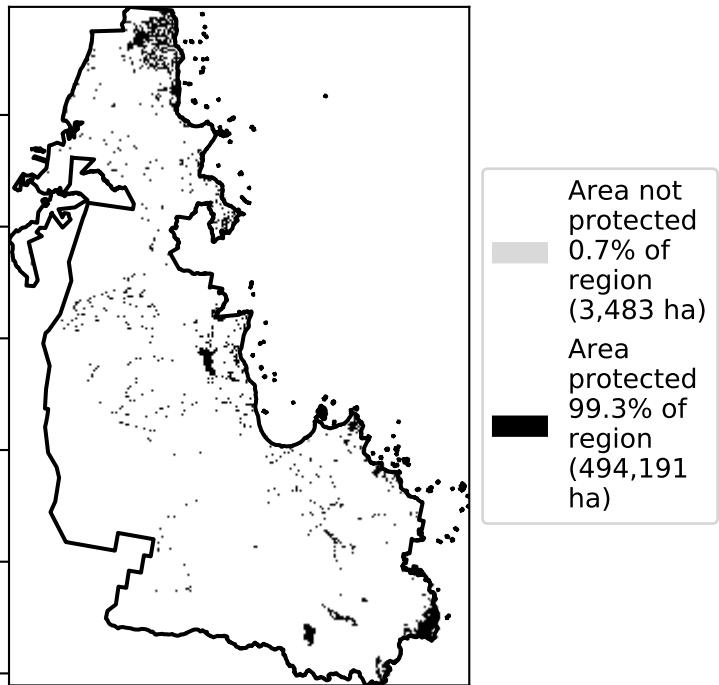 Area not
protected
0.7% of
region
(3,483 ha)
Area
protected
99.3% of
region
(494,191
ha)